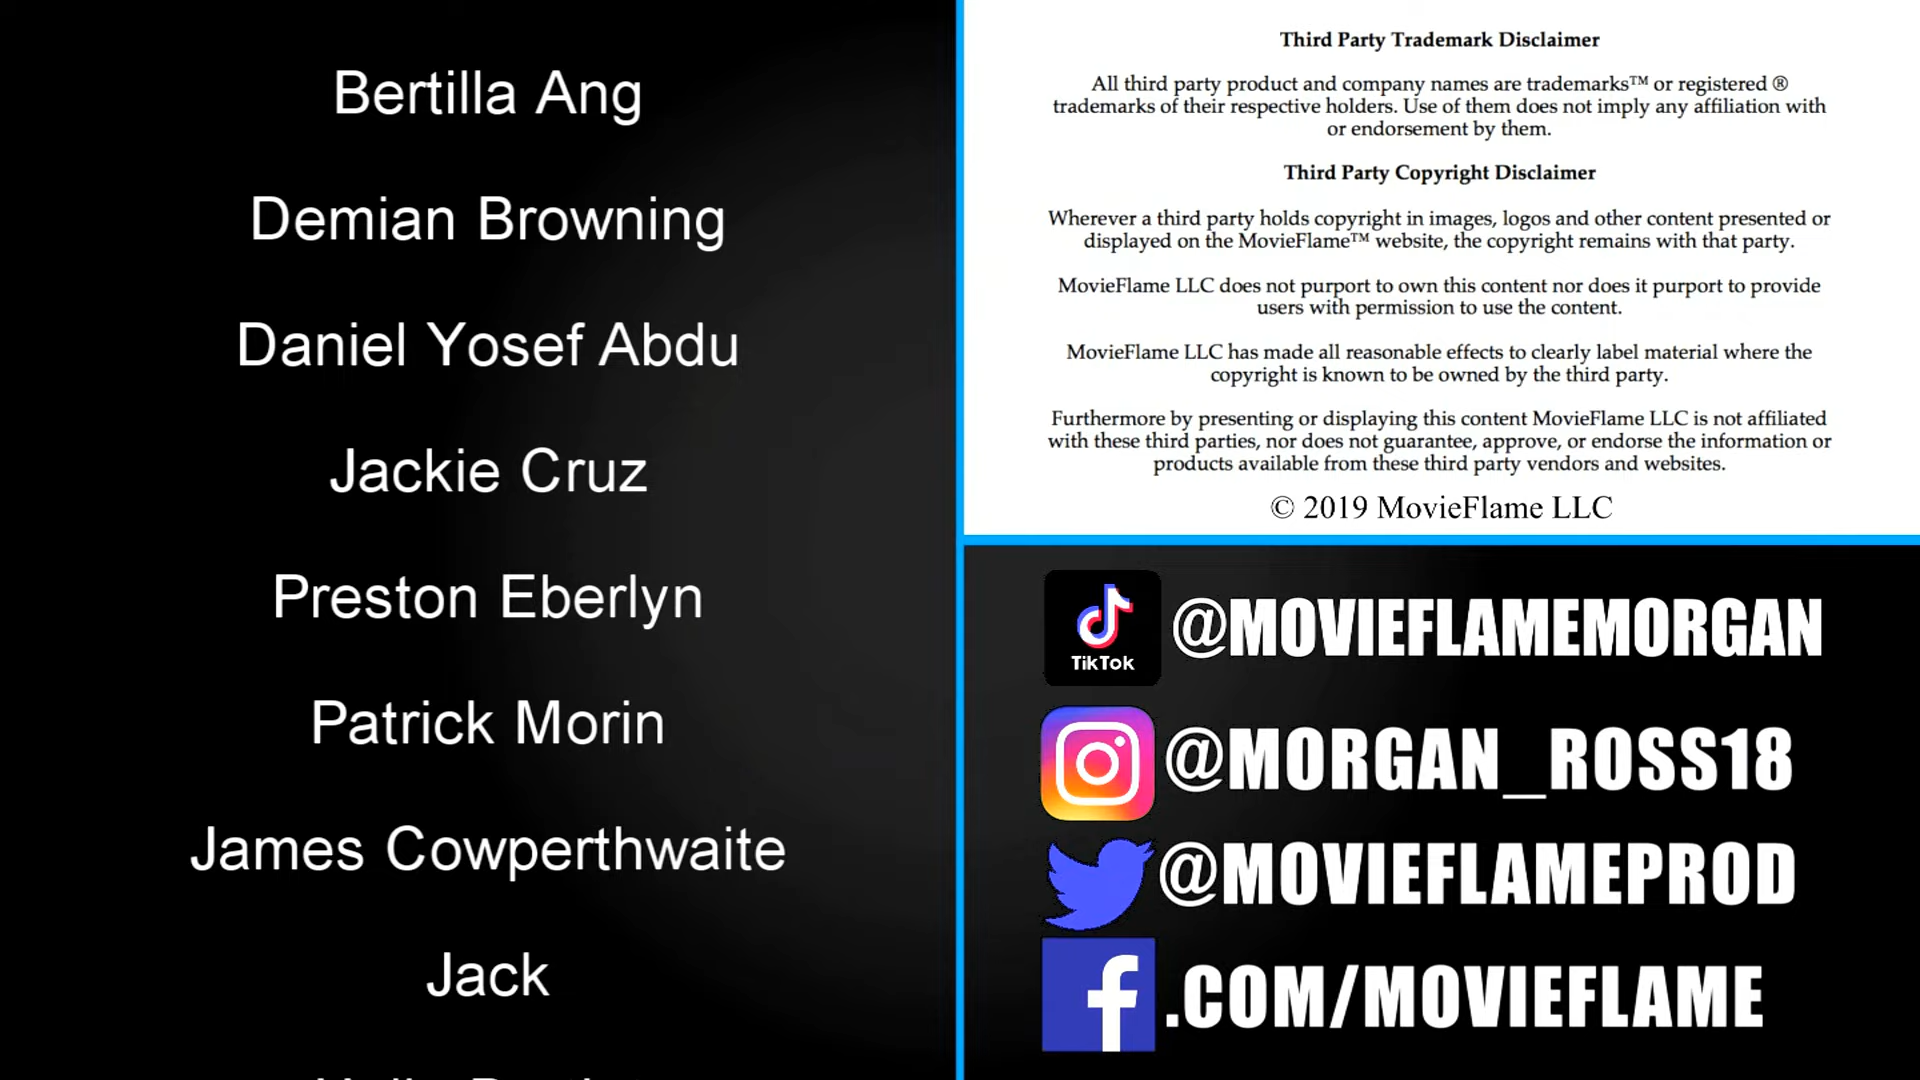 Bertilla Ang
Demian Browning
Daniel Yosef Abdu
Jackie Cruz
Preston Eberlyn
Patrick Morin
James Cowperthwaite
Jack
Third Party Trademark Disclaimer
All third party product and company names are trademarks™ or registered ®
trademarks of their respective holders. Use of them does not imply any affiliation with
or endorsement by them.
Third Party Copyright Disclaimer
Wherever a third party holds copyright in images, logos and other content presented or
displayed on the MovieFlame™ website, the copyright remains with that party.
MovieFlame LLC does not purport to own this content nor does it purport to provide
users with permission to use the content.
MovieFlame LLC has made all reasonable effects to clearly label material where the
copyright is known to be owned by the third party.
Furthermore by presenting or displaying this content MovieFlame LLC is not affiliated
with these third parties, nor does not guarantee, approve, or endorse the information or
products available from these third party vendors and websites.
© 2019 MovieFlame LLC
TikTok
@MOVIEFLAMEMORGAN
@MORGAN_ROSS18
@MOVIEFLAMEPROD
f
.COM/MOVIEFLAME